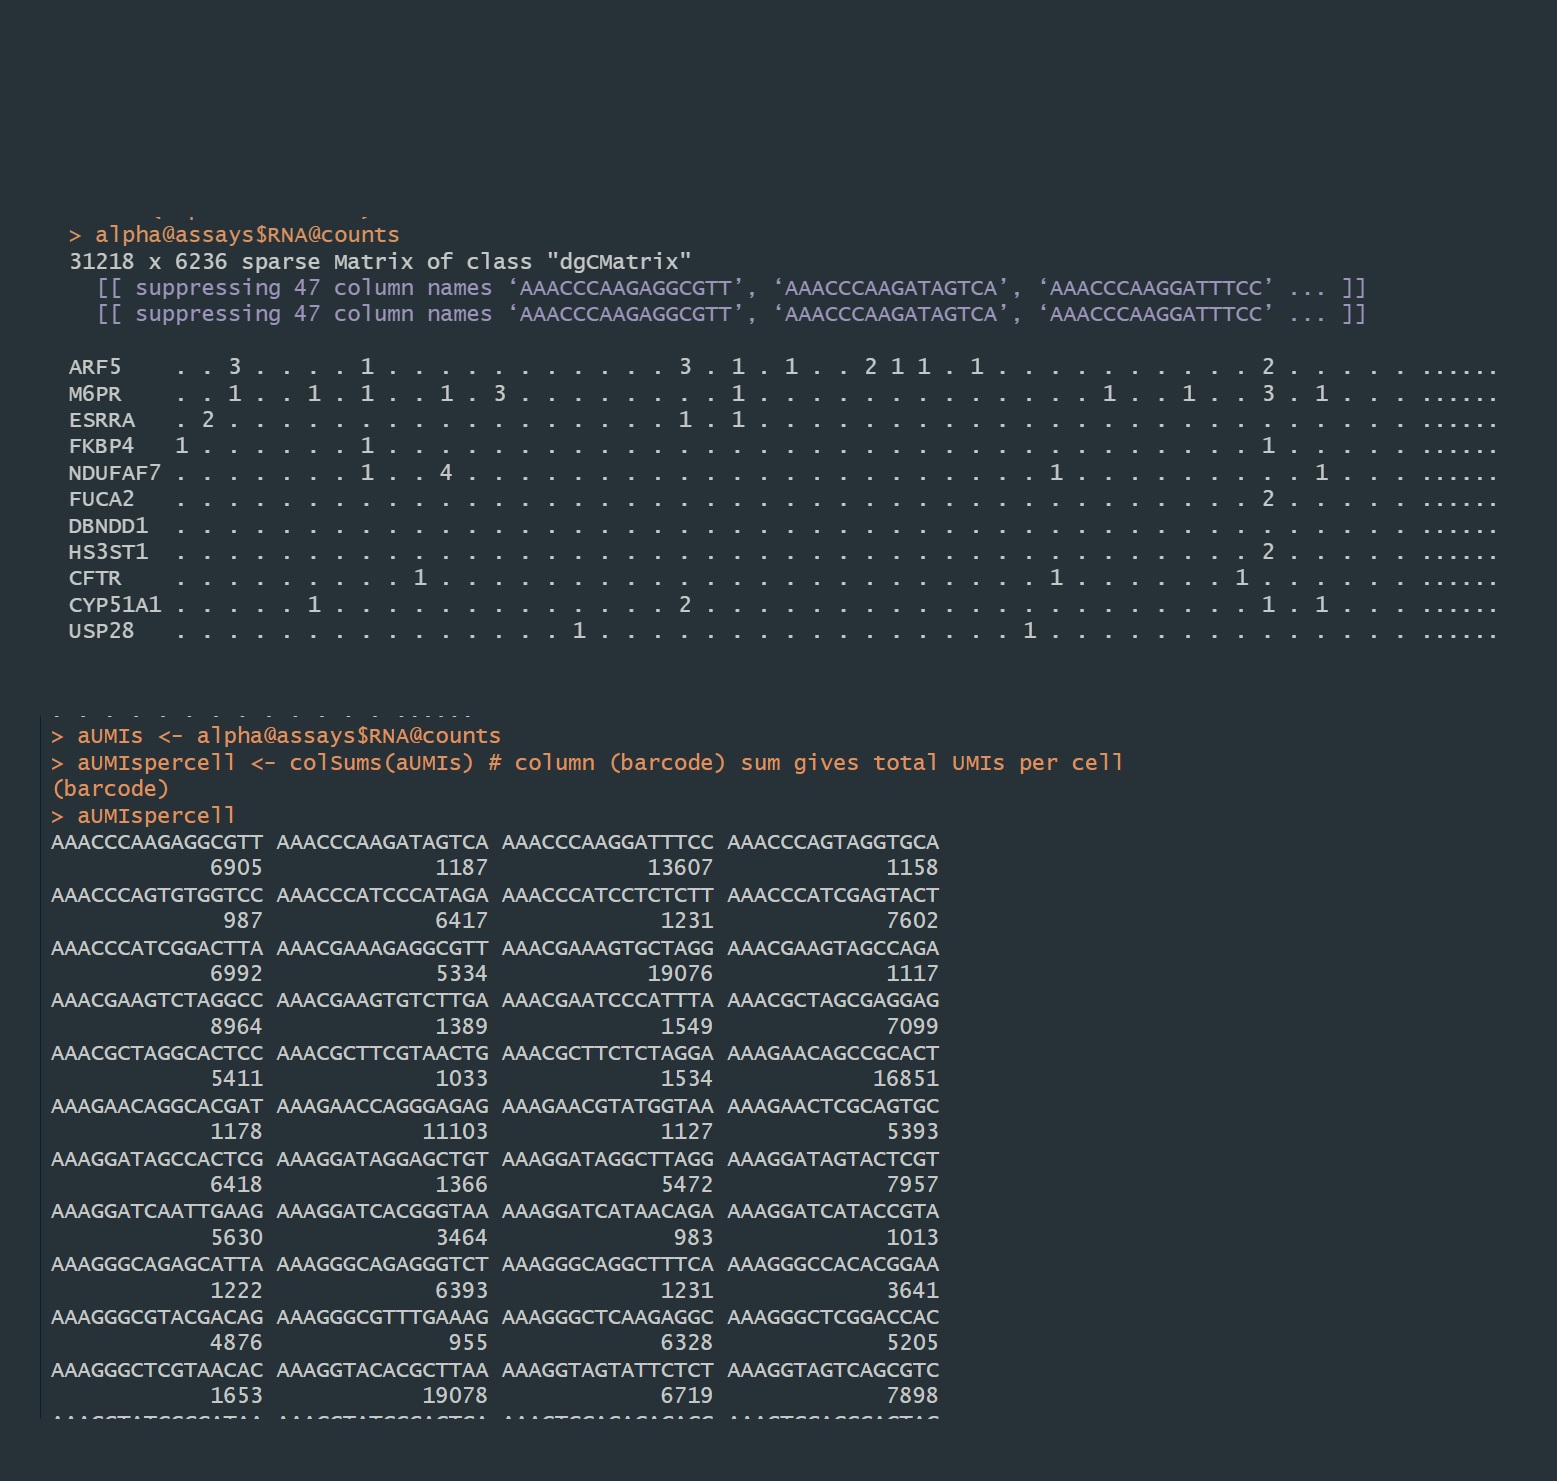 > alpha@assays$RNA@counts
31218 x 6236 sparse Matrix of class "dgCMatrix"
[[ suppressing 47 column names ‘AAACCCAAGAGGCGTT’, ‘AAACCCAAGATAGTCA’, ‘AAACCCAAGGATTTCC’ ... ]]
[[ suppressing 47 column names ‘AAACCCAAGAGGCGTT’, ‘AAACCCAAGATAGTCA’, ‘AAACCCAAGGATTTCC’ ... ]]
ARF5 . . 3 . . . . 1 . . . . . . . . . . . 3 . 1 . 1 . . 2 1 1 . 1 . . . . . . . . . . 2 . . . . . ......
M6PR . . 1 . . 1 . 1 . . 1 . 3 . . . . . . . . 1 . . . . . . . . . . . . . 1 . . 1 . . 3 . 1 . . . ......
ESRRA . 2 . . . . . . . . . . . . . . . . . 1 . 1 . . . . . . . . . . . . . . . . . . . . . . . . . ......
FKBP4 1 . . . . . . 1 . . . . . . . . . . . . . . . . . . . . . . . . . . . . . . . . . 1 . . . . . ......
NDUFAF7 . . . . . . . 1 . . 4 . . . . . . . . . . . . . . . . . . . . . . 1 . . . . . . . . . 1 . . . ......
FUCA2 . . . . . . . . . . . . . . . . . . . . . . . . . . . . . . . . . . . . . . . . . 2 . . . . . ......
DBNDD1 . . . . . . . . . . . . . . . . . . . . . . . . . . . . . . . . . . . . . . . . . . . . . . . ......
HS3ST1 . . . . . . . . . . . . . . . . . . . . . . . . . . . . . . . . . . . . . . . . . 2 . . . . . ......
CFTR . . . . . . . . . 1 . . . . . . . . . . . . . . . . . . . . . . . 1 . . . . . . 1 . . . . . . ......
CYP51A1 . . . . . 1 . . . . . . . . . . . . . 2 . . . . . . . . . . . . . . . . . . . . . 1 . 1 . . . ......
USP28 . . . . . . . . . . . . . . . 1 . . . . . . . . . . . . . . . . 1 . . . . . . . . . . . . . . ......
> aUMIs <- alpha@assays$RNA@counts
> aUMIspercell <- colSums(aUMIs) # column (barcode) sum gives total UMIs per cell
(barcode)
> aUMIspercell
AAACCCAAGAGGCGTT AAACCCAAGATAGTCA AAACCCAAGGATTTCC AAACCCAGTAGGTGCA
6905 1187 13607 1158
AAACCCAGTGTGGTCC AAACCCATCCCATAGA AAACCCATCCTCTCTT AAACCCATCGAGTACT
987 6417 1231 7602
AAACCCATCGGACTTA AAACGAAAGAGGCGTT AAACGAAAGTGCTAGG AAACGAAGTAGCCAGA
6992 5334 19076 1117
AAACGAAGTCTAGGCC AAACGAAGTGTCTTGA AAACGAATCCCATTTA AAACGCTAGCGAGGAG
8964 1389 1549 7099
AAACGCTAGGCACTCC AAACGCTTCGTAACTG AAACGCTTCTCTAGGA AAAGAACAGCCGCACT
5411 1033 1534 16851
AAAGAACAGGCACGAT AAAGAACCAGGGAGAG AAAGAACGTATGGTAA AAAGAACTCGCAGTGC
1178 11103 1127 5393
AAAGGATAGCCACTCG AAAGGATAGGAGCTGT AAAGGATAGGCTTAGG AAAGGATAGTACTCGT
6418 1366 5472 7957
AAAGGATCAATTGAAG AAAGGATCACGGGTAA AAAGGATCATAACAGA AAAGGATCATACCGTA
5630 3464 983 1013
AAAGGGCAGAGCATTA AAAGGGCAGAGGGTCT AAAGGGCAGGCTTTCA AAAGGGCCACACGGAA
1222 6393 1231 3641
AAAGGGCGTACGACAG AAAGGGCGTTTGAAAG AAAGGGCTCAAGAGGC AAAGGGCTCGGACCAC
4876 955 6328 5205
AAAGGGCTCGTAACAC AAAGGTACACGCTTAA AAAGGTAGTATTCTCT AAAGGTAGTCAGCGTC
1653 19078 6719 7898